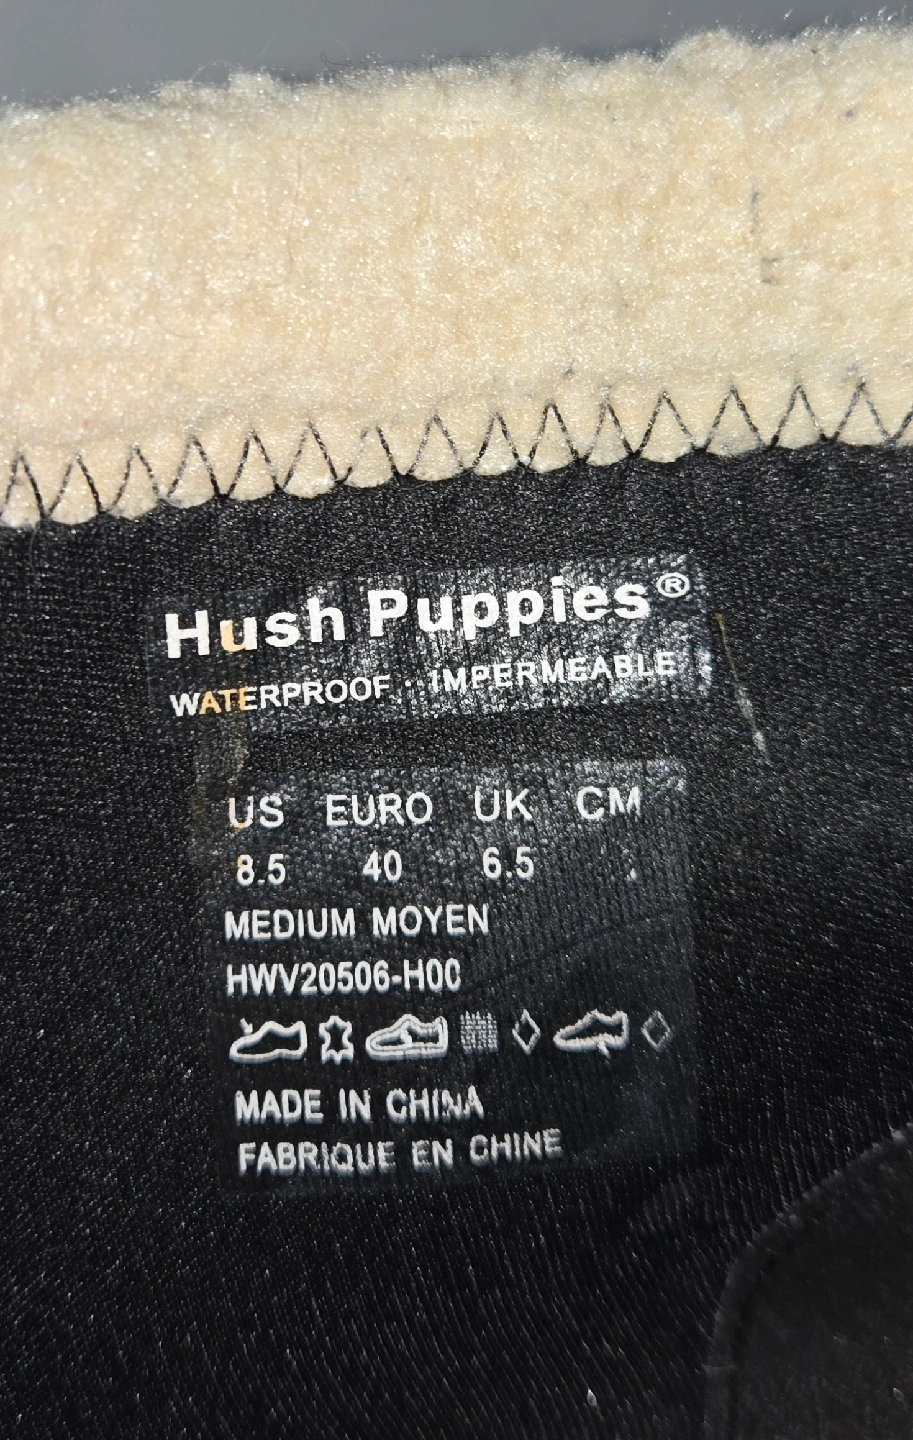 Hush Puppies®
WATERPROOF · IMPERMEABLE
US EURO UK CM
8.5 40 6.5 .
MEDIUM MOYEN
HWV20506-H00
MADE IN CHINA
FABRIQUE EN CHINE